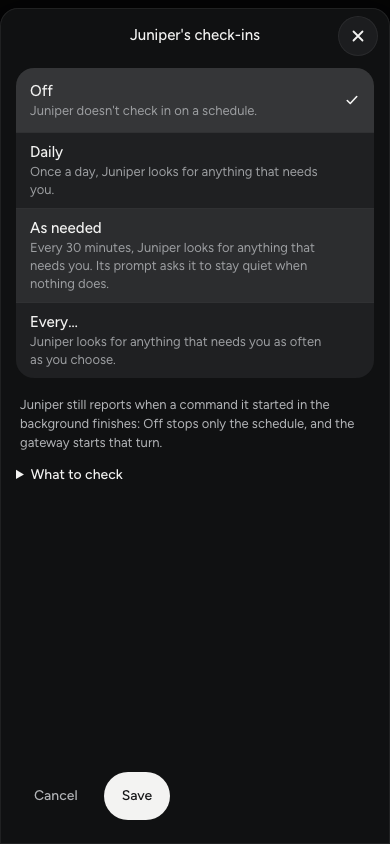 Juniper's check-ins
Off
Juniper doesn't check in on a schedule.
Daily
Once a day, Juniper looks for anything that needs
you.
As needed
Every 30 minutes, Juniper looks for anything that
needs you. Its prompt asks it to stay quiet when
nothing does.
Every...
Juniper looks for anything that needs you as often
as you choose.
Juniper still reports when a command it started in the
background finishes: Off stops only the schedule, and the
gateway starts that turn.
What to check
Cancel
Save